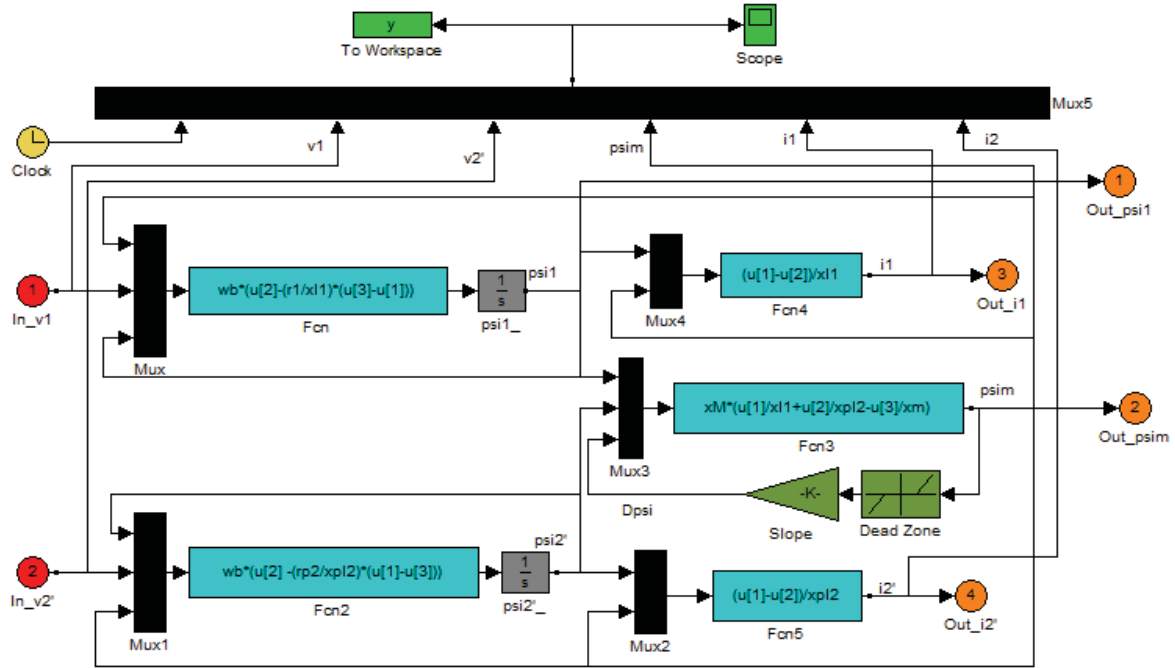 y
To Workspace
Scope
Mux5
Clock
v1
v2'
psim
i1
i2
1
Out_psi1
1
In_v1
Mux
wb*(u[2]-(r1/xl1)*(u[3]-u[1]))
Fcn
psi1
1
s
psi1_
Mux4
(u[1]-u[2])/xl1
Fcn4
i1
3
Out_i1
Mux3
xM*(u[1]/xl1+u[2]/xpl2-u[3]/xm)
Fcn3
psim
2
Out_psim
Dpsi
-K-
Slope
Dead Zone
2
In_v2'
Mux1
wb*(u[2] -(rp2/xpl2)*(u[1]-u[3]))
Fcn2
psi2'
1
s
psi2'_
Mux2
(u[1]-u[2])/xpl2
Fcn5
i2'
4
Out_i2'